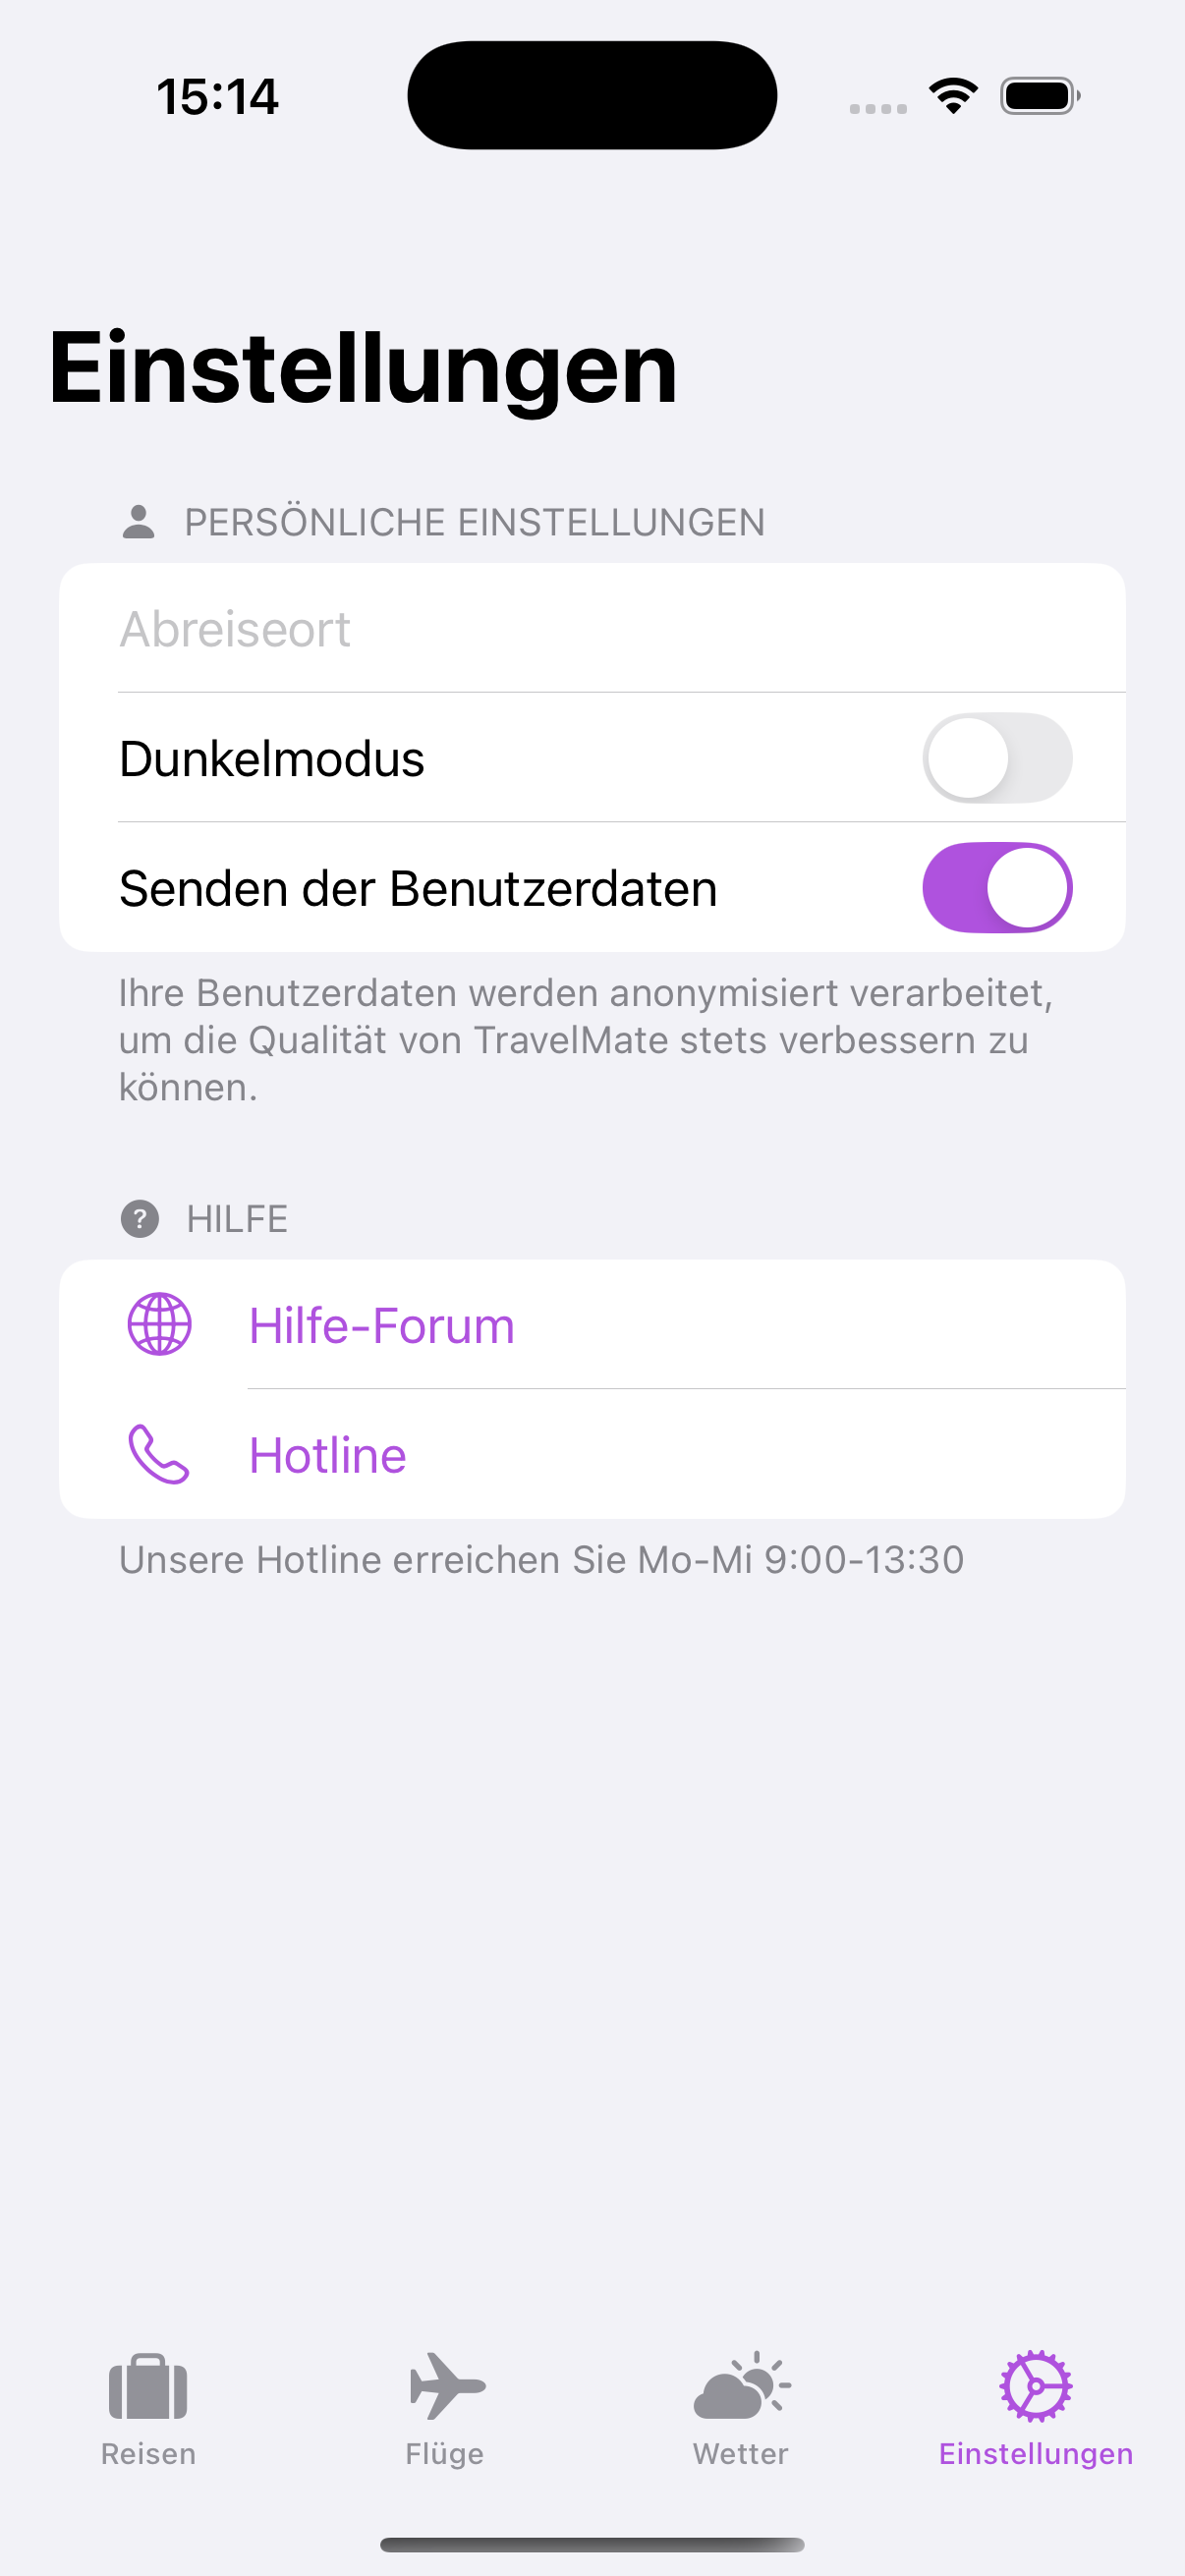 15:14
Einstellungen
PERSÖNLICHE EINSTELLUNGEN
Abreiseort
Dunkelmodus
Senden der Benutzerdaten
Ihre Benutzerdaten werden anonymisiert verarbeitet,
um die Qualität von TravelMate stets verbessern zu
können.
? HILFE
Hilfe-Forum
Hotline
Unsere Hotline erreichen Sie Mo-Mi 9:00-13:30
Reisen
Flüge
Wetter
Einstellungen